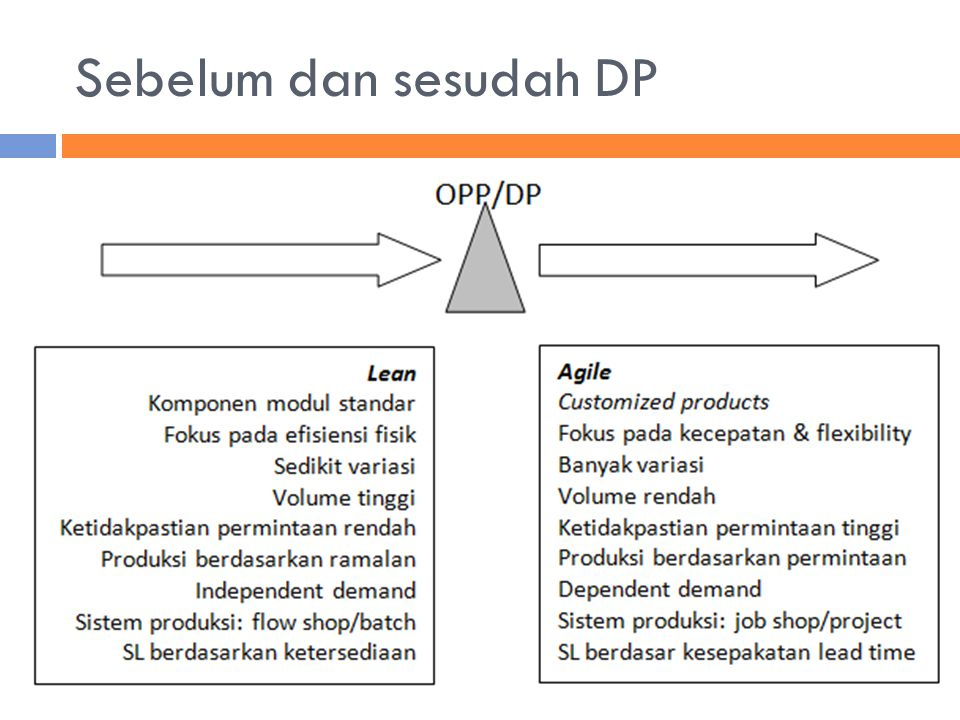 Sebelum dan sesudah DP
OPP/DP
Lean
Komponen modul standar
Fokus pada efisiensi fisik
Sedikit variasi
Volume tinggi
Ketidakpastian permintaan rendah
Produksi berdasarkan ramalan
Independent demand
Sistem produksi: flow shop/batch
SL berdasarkan ketersediaan
Agile
Customized products
Fokus pada kecepatan & flexibility
Banyak variasi
Volume rendah
Ketidakpastian permintaan tinggi
Produksi berdasarkan permintaan
Dependent demand
Sistem produksi: job shop/project
SL berdasar kesepakatan lead time